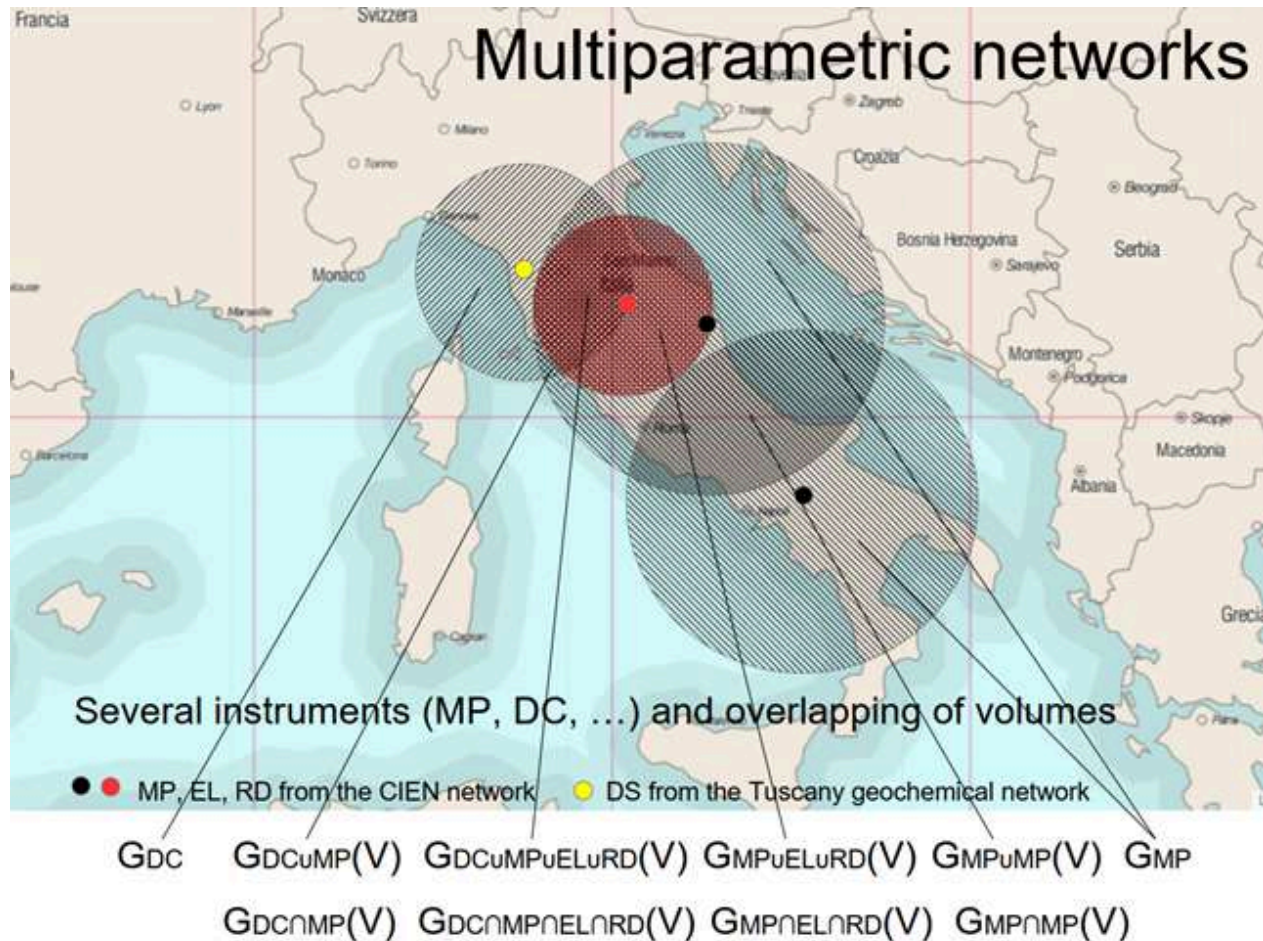 Francia
Svizzera
Multiparametric networks
Slovenia
Lyon
Milano
Venezia
Trieste
Zagreb
Torino
Croazia
Beograd
Genova
Bosnia Herzegovina
Serbia
Monaco
Sarajevo
Marseille
Montenegro
Podgorica
Skopje
Roma
Macedonia
Barcelona
Albania
Napoli
Grecia
Cagliari
Several instruments (MP, DC, ...) and overlapping of volumes
MP, EL, RD from the CIEN network
DS from the Tuscany geochemical network
GDC GDC∪MP(V) GDC∪MP∪EL∪RD(V) GMP∪EL∪RD(V) GMP∪MP(V) GMP
GDC∩MP(V) GDC∩MP∩EL∩RD(V) GMP∩EL∩RD(V) GMP∩MP(V)